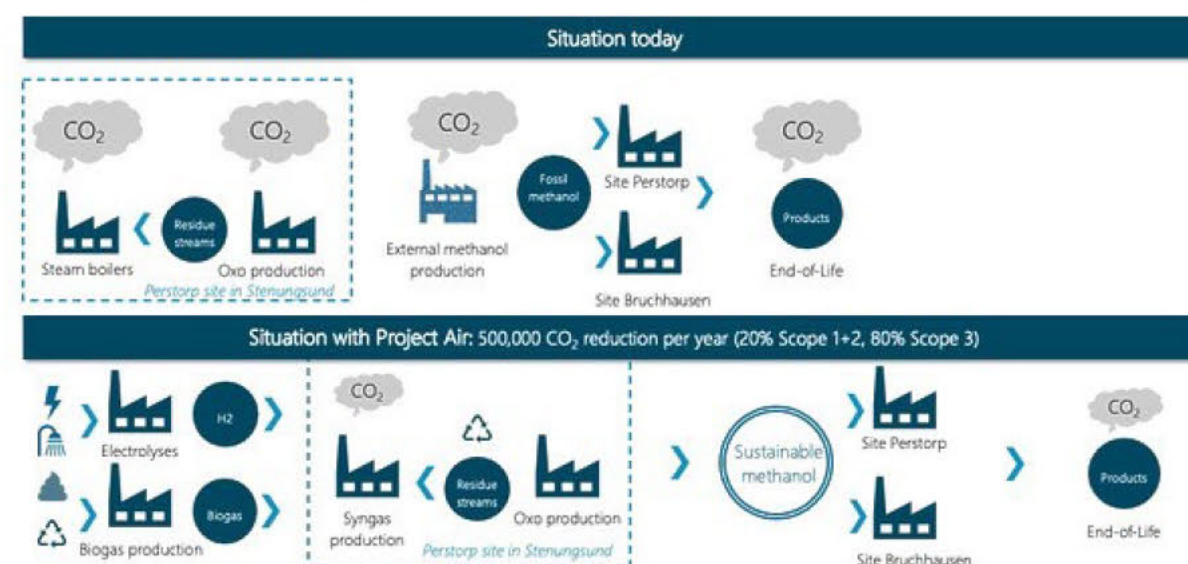 Situation today
CO₂
CO₂
CO₂
CO₂
Residue
streams
Steam boilers
Oxo production
Perstorp site in Stenungsund
External methanol
production
Fossil
methanol
Site Perstorp
Site Bruchhausen
Products
End-of-Life
Situation with Project Air: 500,000 CO₂ reduction per year (20% Scope 1+2, 80% Scope 3)
Electrolyses
H2
Biogas production
Biogas
CO₂
Syngas
production
Residue
streams
Oxo production
Perstorp site in Stenungsund
Sustainable
methanol
Site Perstorp
Site Bruchhausen
CO₂
Products
End-of-Life